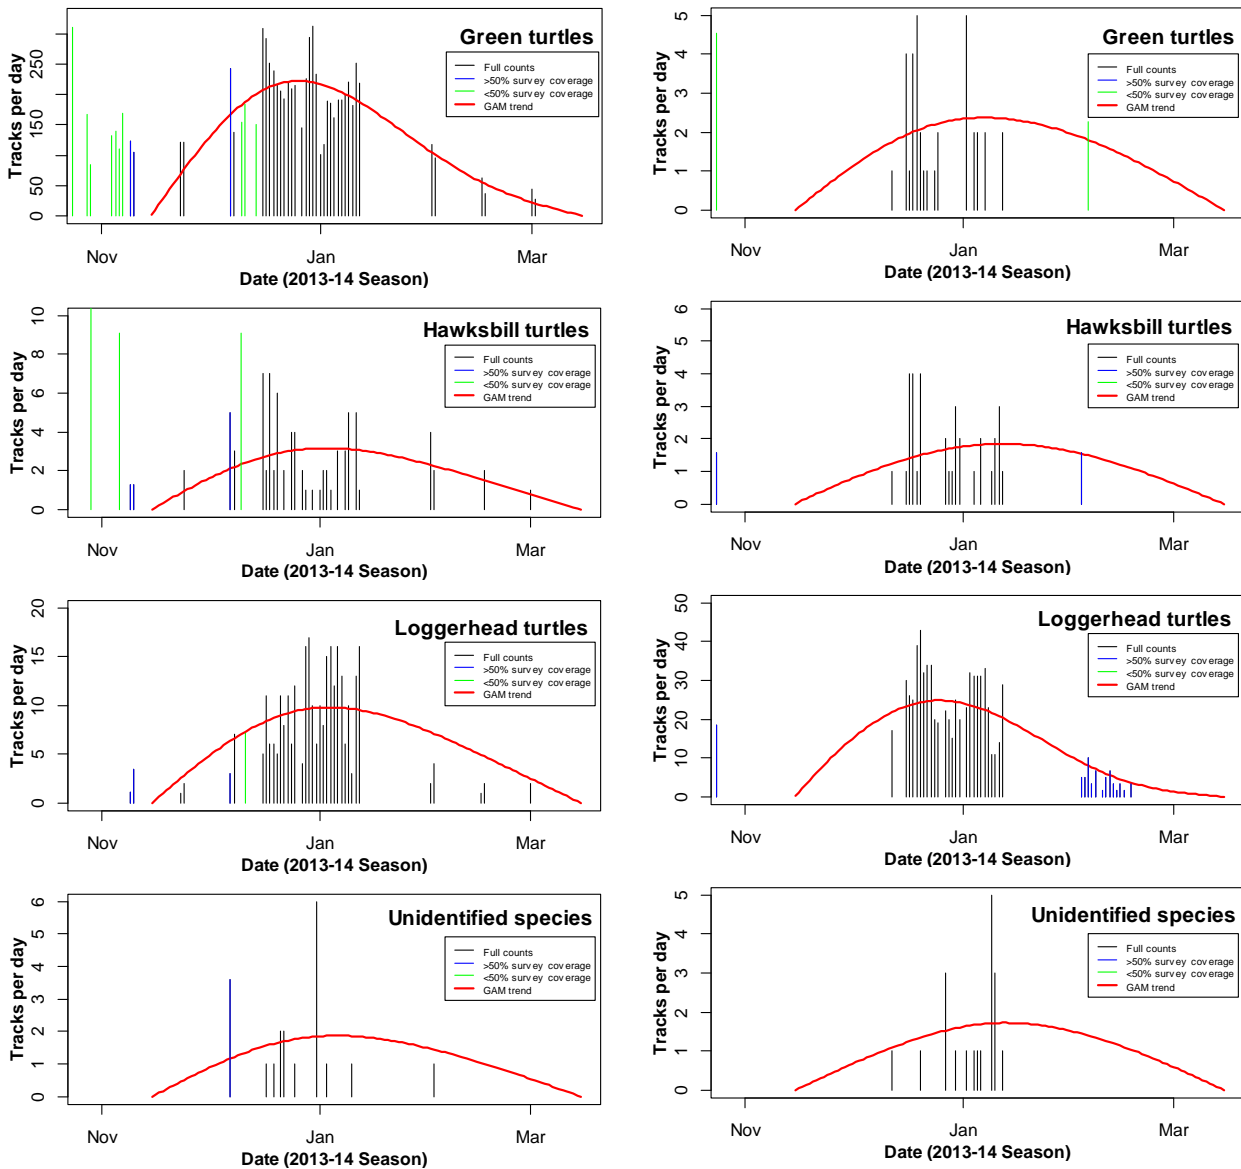 Green turtles
Full counts
>50% survey coverage
<50% survey coverage
GAM trend
Tracks per day
0
50
150
250
Nov
Jan
Mar
Date (2013-14 Season)
Green turtles
Full counts
>50% survey coverage
<50% survey coverage
GAM trend
Tracks per day
0
1
2
3
4
5
Nov
Jan
Mar
Date (2013-14 Season)
Hawksbill turtles
Full counts
>50% survey coverage
<50% survey coverage
GAM trend
Tracks per day
0
2
4
6
8
10
Nov
Jan
Mar
Date (2013-14 Season)
Hawksbill turtles
Full counts
>50% survey coverage
<50% survey coverage
GAM trend
Tracks per day
0
1
2
3
4
5
6
Nov
Jan
Mar
Date (2013-14 Season)
Loggerhead turtles
Full counts
>50% survey coverage
<50% survey coverage
GAM trend
Tracks per day
0
5
10
15
20
Nov
Jan
Mar
Date (2013-14 Season)
Loggerhead turtles
Full counts
>50% survey coverage
<50% survey coverage
GAM trend
Tracks per day
0
10
20
30
40
50
Nov
Jan
Mar
Date (2013-14 Season)
Unidentified species
Full counts
>50% survey coverage
<50% survey coverage
GAM trend
Tracks per day
0
1
2
3
4
5
6
Nov
Jan
Mar
Date (2013-14 Season)
Unidentified species
Full counts
>50% survey coverage
<50% survey coverage
GAM trend
Tracks per day
0
1
2
3
4
5
Nov
Jan
Mar
Date (2013-14 Season)